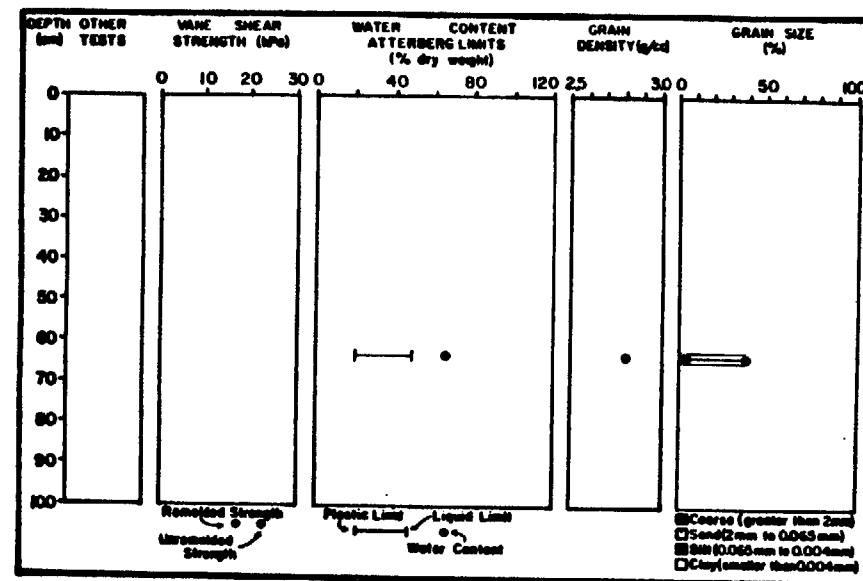 DEPTH OTHER VANE SHEAR WATER CONTENT GRAIN GRAIN SIZE
(cm) TESTS STRENGTH (kPa) ATTERBERG LIMITS DENSITY (g/cc) (%)
(% dry weight)
0 10 20 30 0 40 80 120 2.5 3.0 0 50 100
0
10
20
30
40
50
60
70
80
90
100
Remolded Strength
Unremolded
Strength
Plastic Limit
Liquid Limit
Water Content
Coarse (greater than 2mm)
Sand (2mm to 0.065mm)
Silt (0.065mm to 0.004mm)
Clay (smaller than 0.004mm)